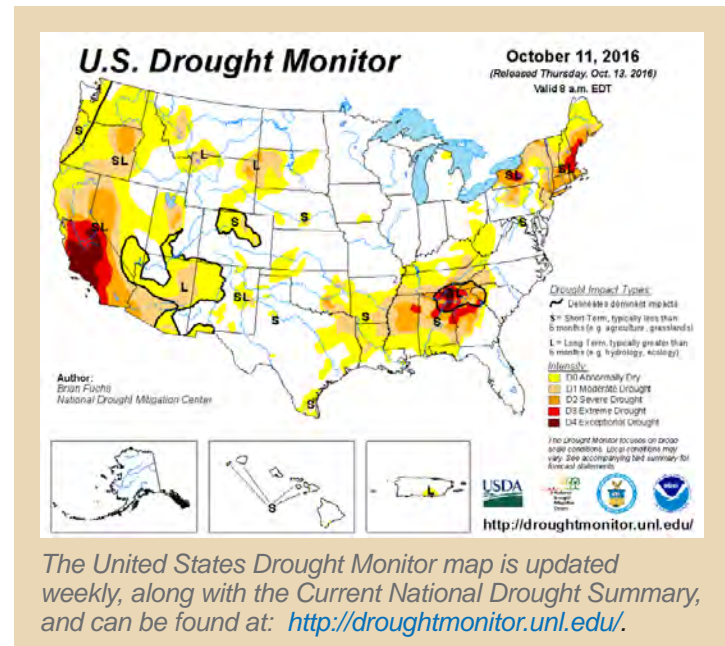 U.S. Drought Monitor
October 11, 2016
(Released Thursday, Oct. 13, 2016)
Valid 8 a.m. EDT
S
SL
L
L
S
S
SL
L
SL
S
S
S
SL
S
SL
SL
S
S
Drought Impact Types:
Delineates dominant impacts
S = Short-Term, typically less than
6 months (e.g. agriculture, grasslands)
L = Long-Term, typically greater than
6 months (e.g. hydrology, ecology)
Intensity:
D0 Abnormally Dry
D1 Moderate Drought
D2 Severe Drought
D3 Extreme Drought
D4 Exceptional Drought
Author:
Brian Fuchs
National Drought Mitigation Center
The Drought Monitor focuses on broad-
scale conditions. Local conditions may
vary. See accompanying text summary for
forecast statements.
S
USDA
National
Drought
Mitigation
Center
http://droughtmonitor.unl.edu/
The United States Drought Monitor map is updated
weekly, along with the Current National Drought Summary,
and can be found at: http://droughtmonitor.unl.edu/.